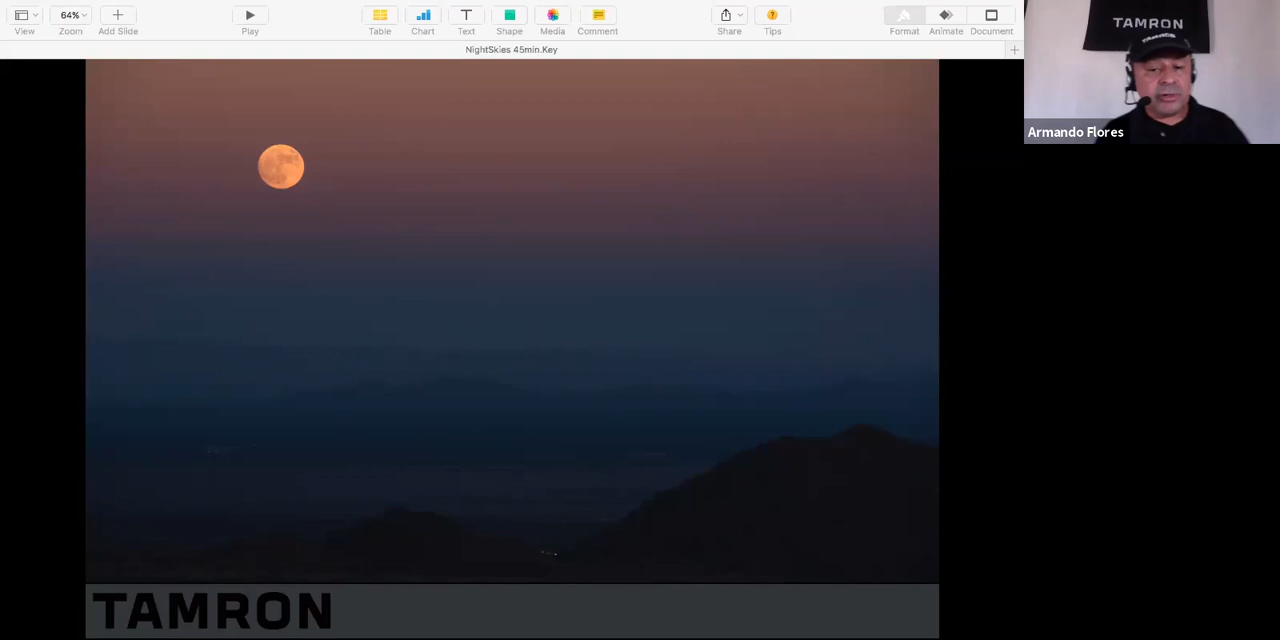 64%
View
Zoom
Add Slide
Play
Table
Chart
Text
Shape
Media
Comment
Share
Tips
Format
Animate
Document
NightSkies 45min.Key
TAMRON
TAMRON
Armando Flores
TAMRON